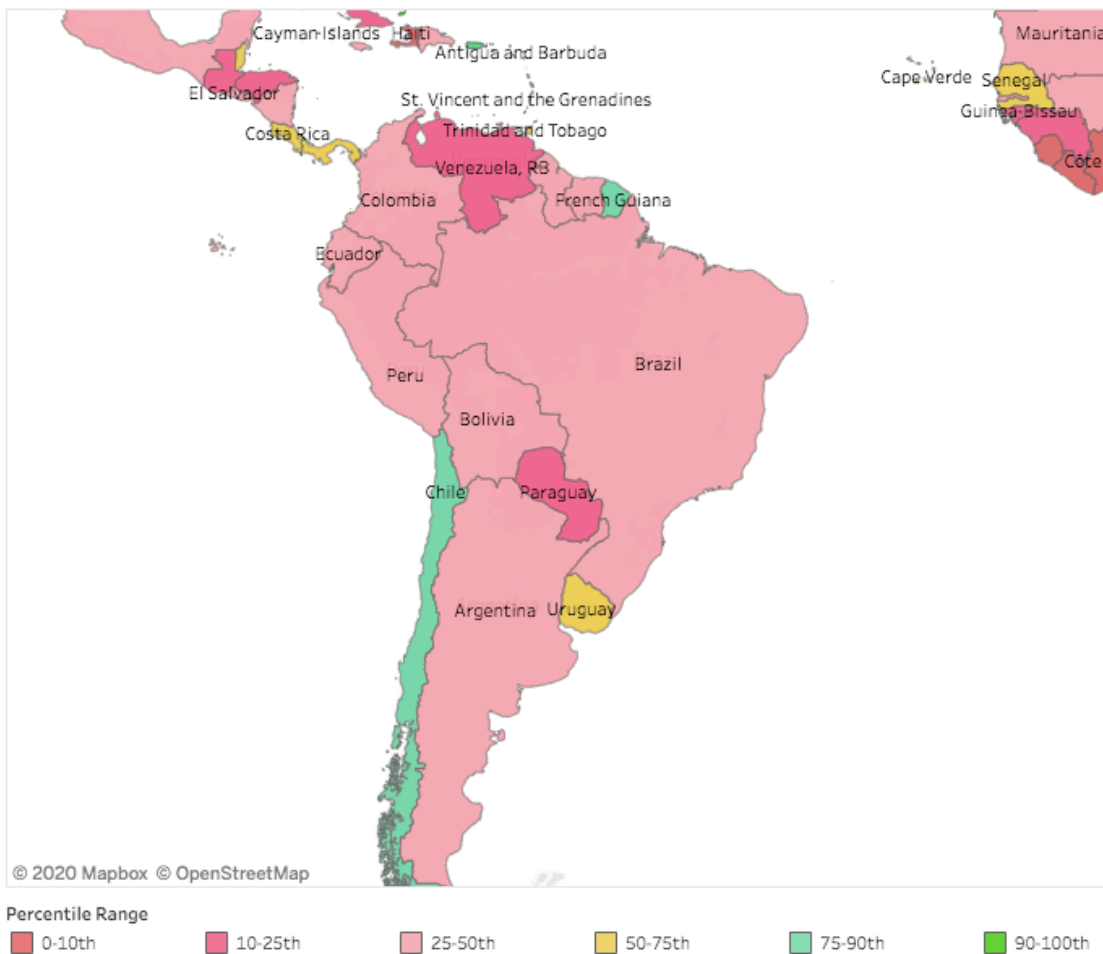 Cayman Islands
Haiti
Mauritania
Antigua and Barbuda
Cape Verde
Senegal
El Salvador
St. Vincent and the Grenadines
Guinea-Bissau
Costa Rica
Trinidad and Tobago
Côte
Venezuela, RB
Colombia
French Guiana
Ecuador
Brazil
Peru
Bolivia
Chile
Paraguay
Argentina
Uruguay
© 2020 Mapbox © OpenStreetMap
Percentile Range
0-10th 10-25th 25-50th 50-75th 75-90th 90-100th